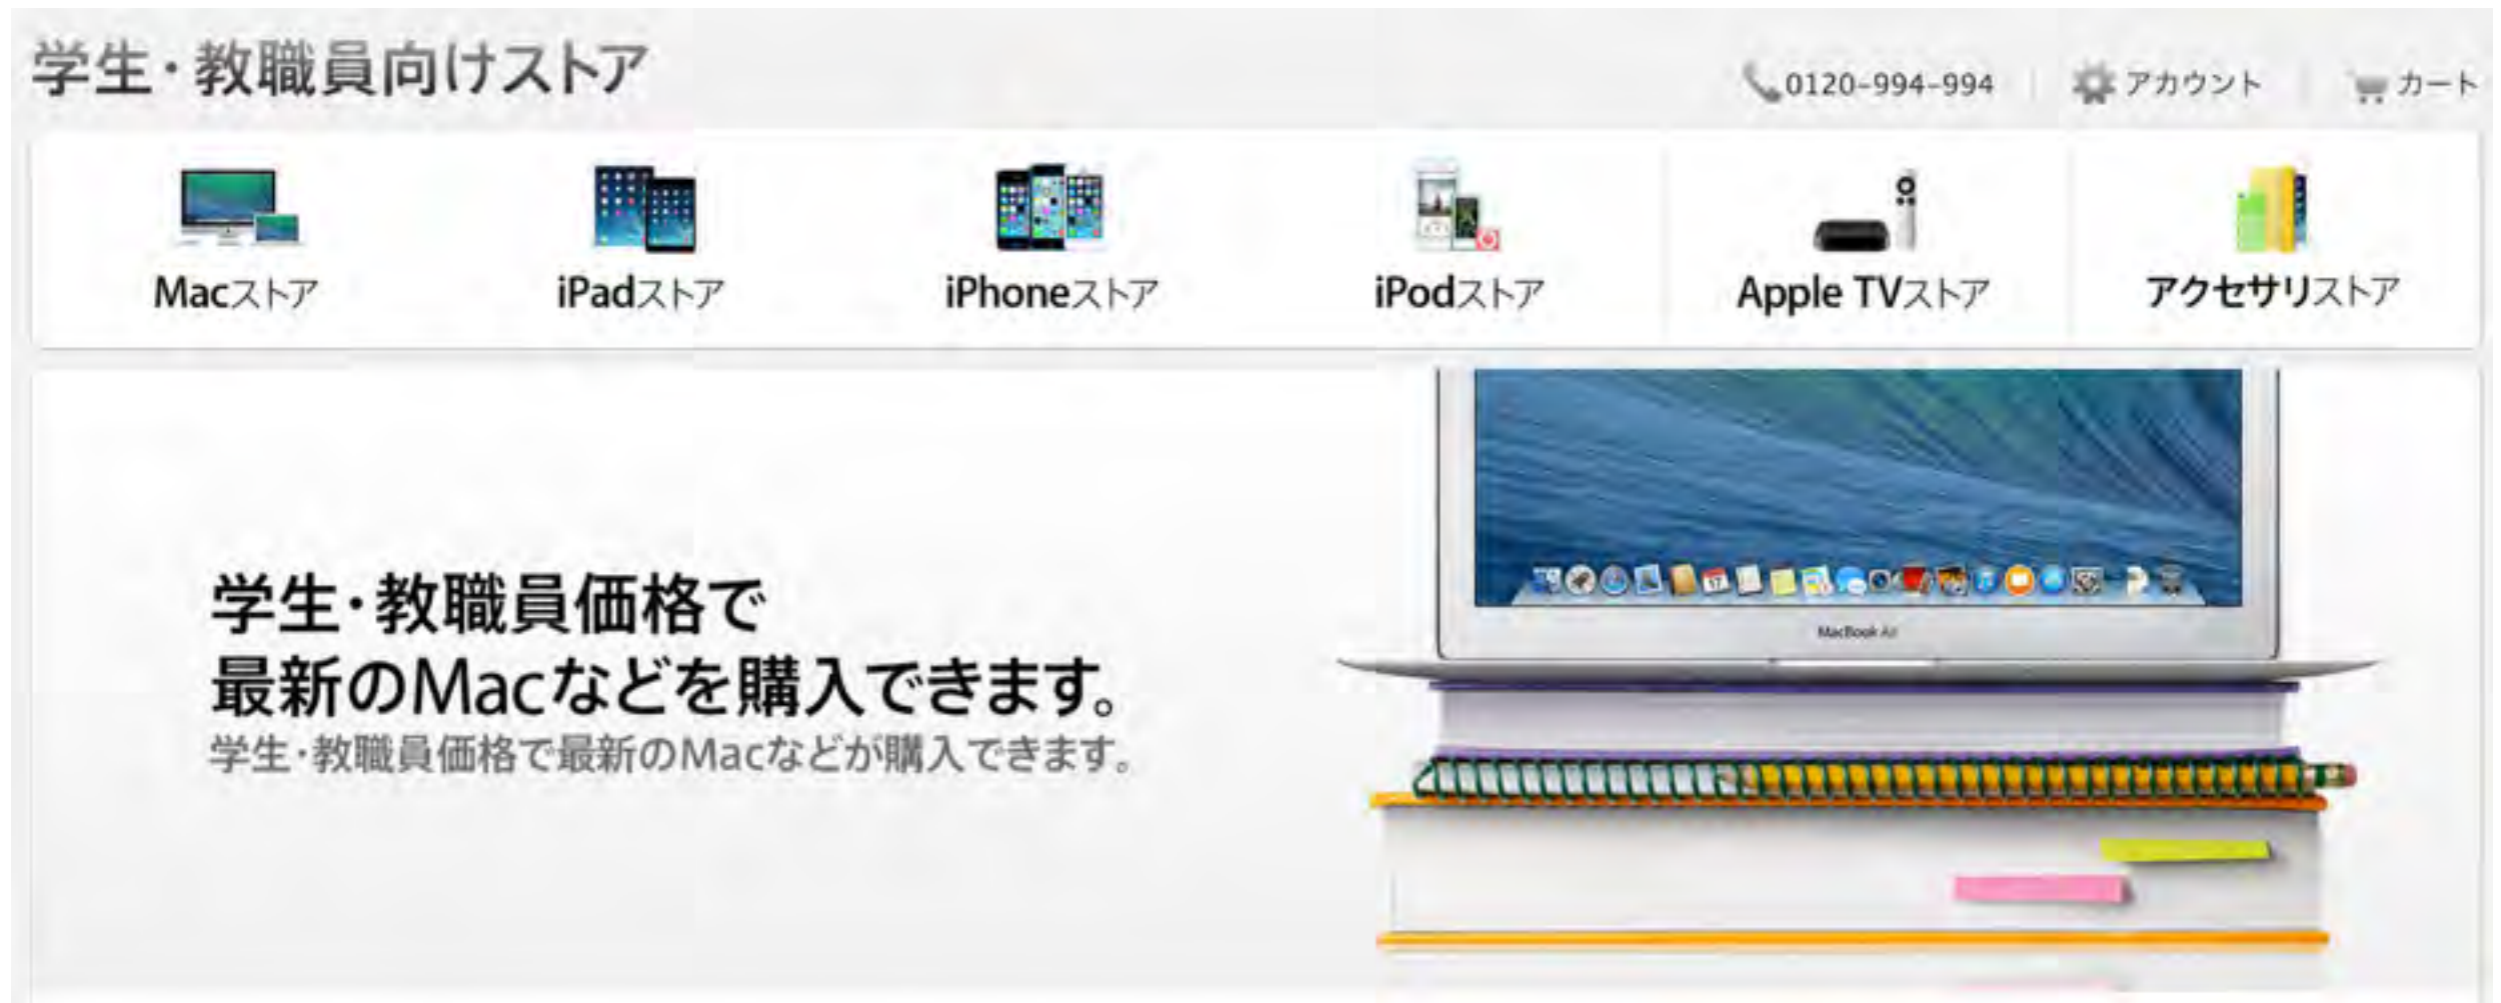 学生・教職員向けストア
0120-994-994
アカウント
カート
Macストア
iPadストア
iPhoneストア
iPodストア
Apple TVストア
アクセサリストア
学生・教職員価格で
最新のMacなどを購入できます。
学生・教職員価格で最新のMacなどが購入できます。
17
MacBook Air